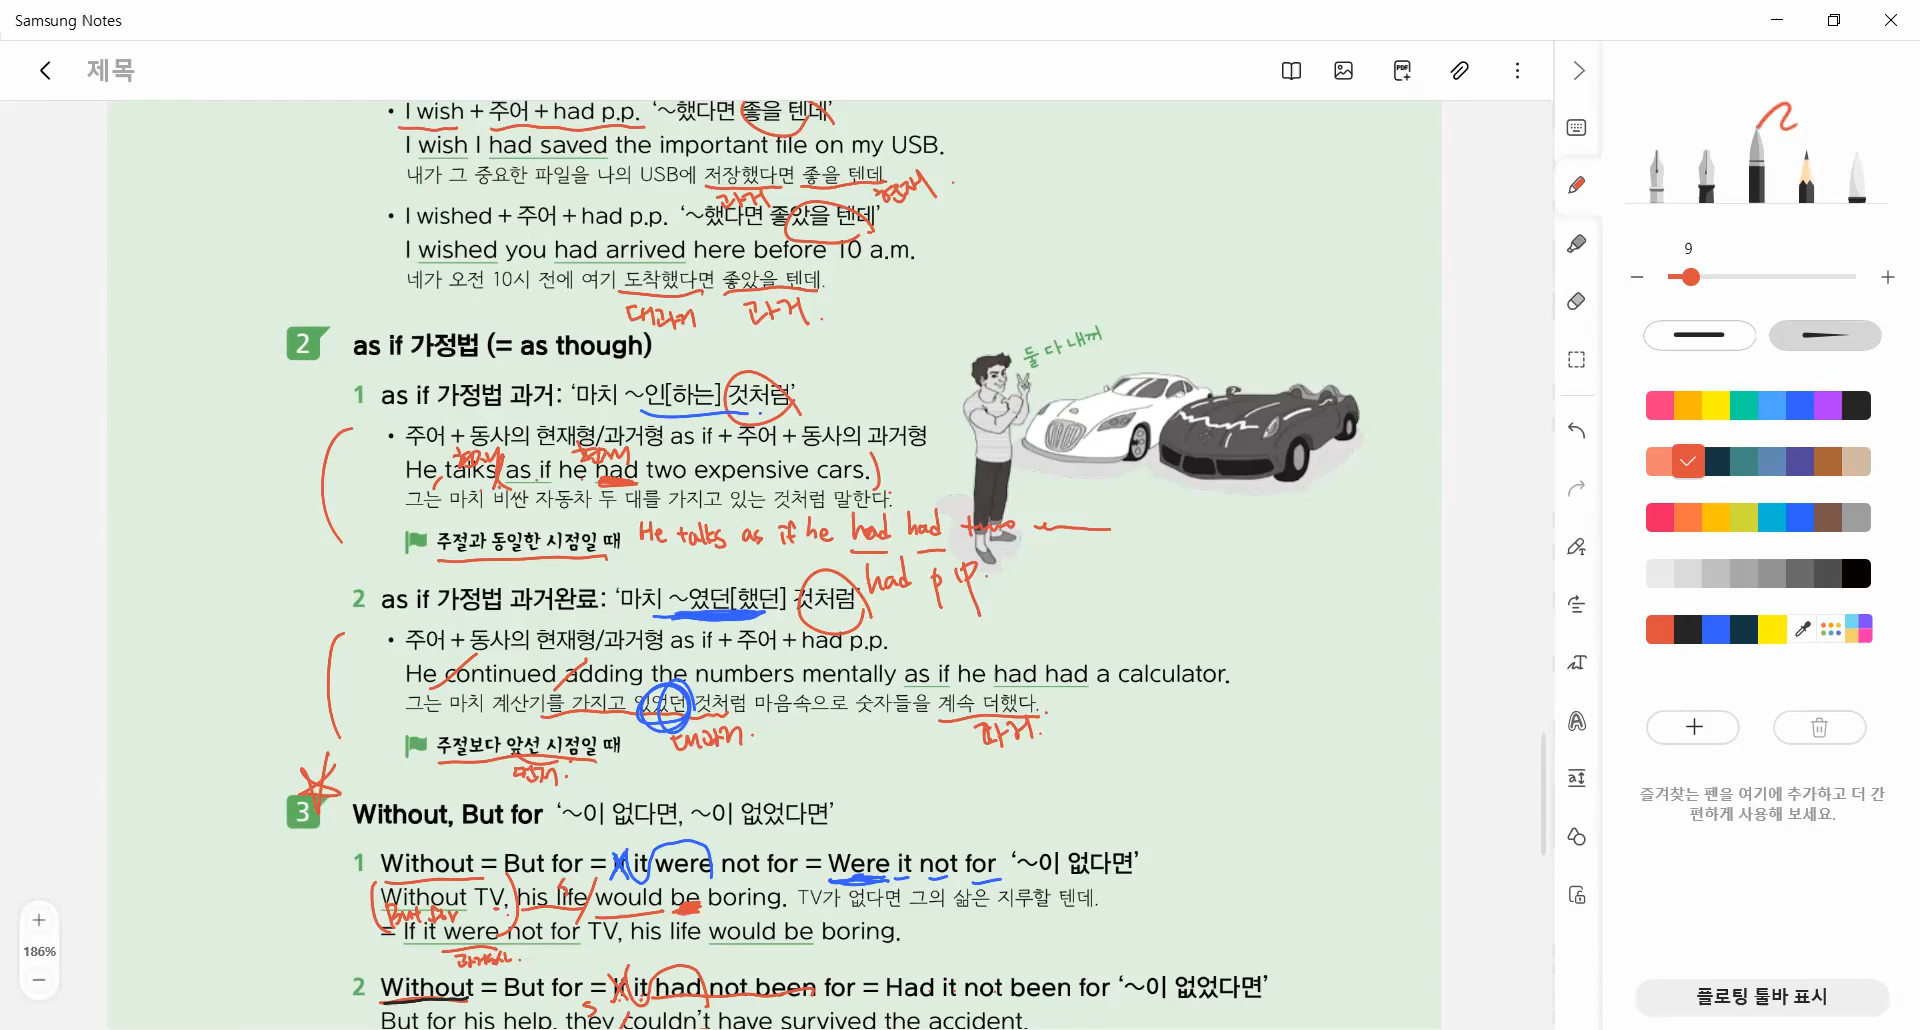 Samsung Notes
제목
• I wish + 주어 + had p.p. ‘~했다면 좋을 텐데’
I wish I had saved the important file on my USB.
내가 그 중요한 파일을 나의 USB에 저장했다면 좋을 텐데.
과거 현재
• I wished + 주어 + had p.p. ‘~했다면 좋았을 텐데’
I wished you had arrived here before 10 a.m.
네가 오전 10시 전에 여기 도착했다면 좋았을 텐데.
대과거 과거.
2 as if 가정법 (= as though)
둘 다 내꺼
1 as if 가정법 과거: ‘마치 ~인[하는] 것처럼’
• 주어 + 동사의 현재형/과거형 as if + 주어 + 동사의 과거형
현재 현재
He talks as if he had two expensive cars.
그는 마치 비싼 자동차 두 대를 가지고 있는 것처럼 말한다.
주절과 동일한 시점일 때 He talks as if he had had two
had p.p.
2 as if 가정법 과거완료: ‘마치 ~였던[했던] 것처럼’
• 주어 + 동사의 현재형/과거형 as if + 주어 + had p.p.
He continued adding the numbers mentally as if he had had a calculator.
그는 마치 계산기를 가지고 있었던 것처럼 마음속으로 숫자들을 계속 더했다.
대과거. 과거.
주절보다 앞선 시점일 때
먼저.
3 Without, But for ‘~이 없다면, ~이 없었다면’
1 Without = But for = If it were not for = Were it not for ‘~이 없다면’
S
Without TV, his life would be boring. TV가 없다면 그의 삶은 지루할 텐데.
But for
= If it were not for TV, his life would be boring.
2 Without = But for = If it had not been for = Had it not been for ‘~이 없었다면’
S
But for his help, they couldn’t have survived the accident.
186%
9
즐겨찾는 펜을 여기에 추가하고 더 간
편하게 사용해 보세요.
플로팅 툴바 표시